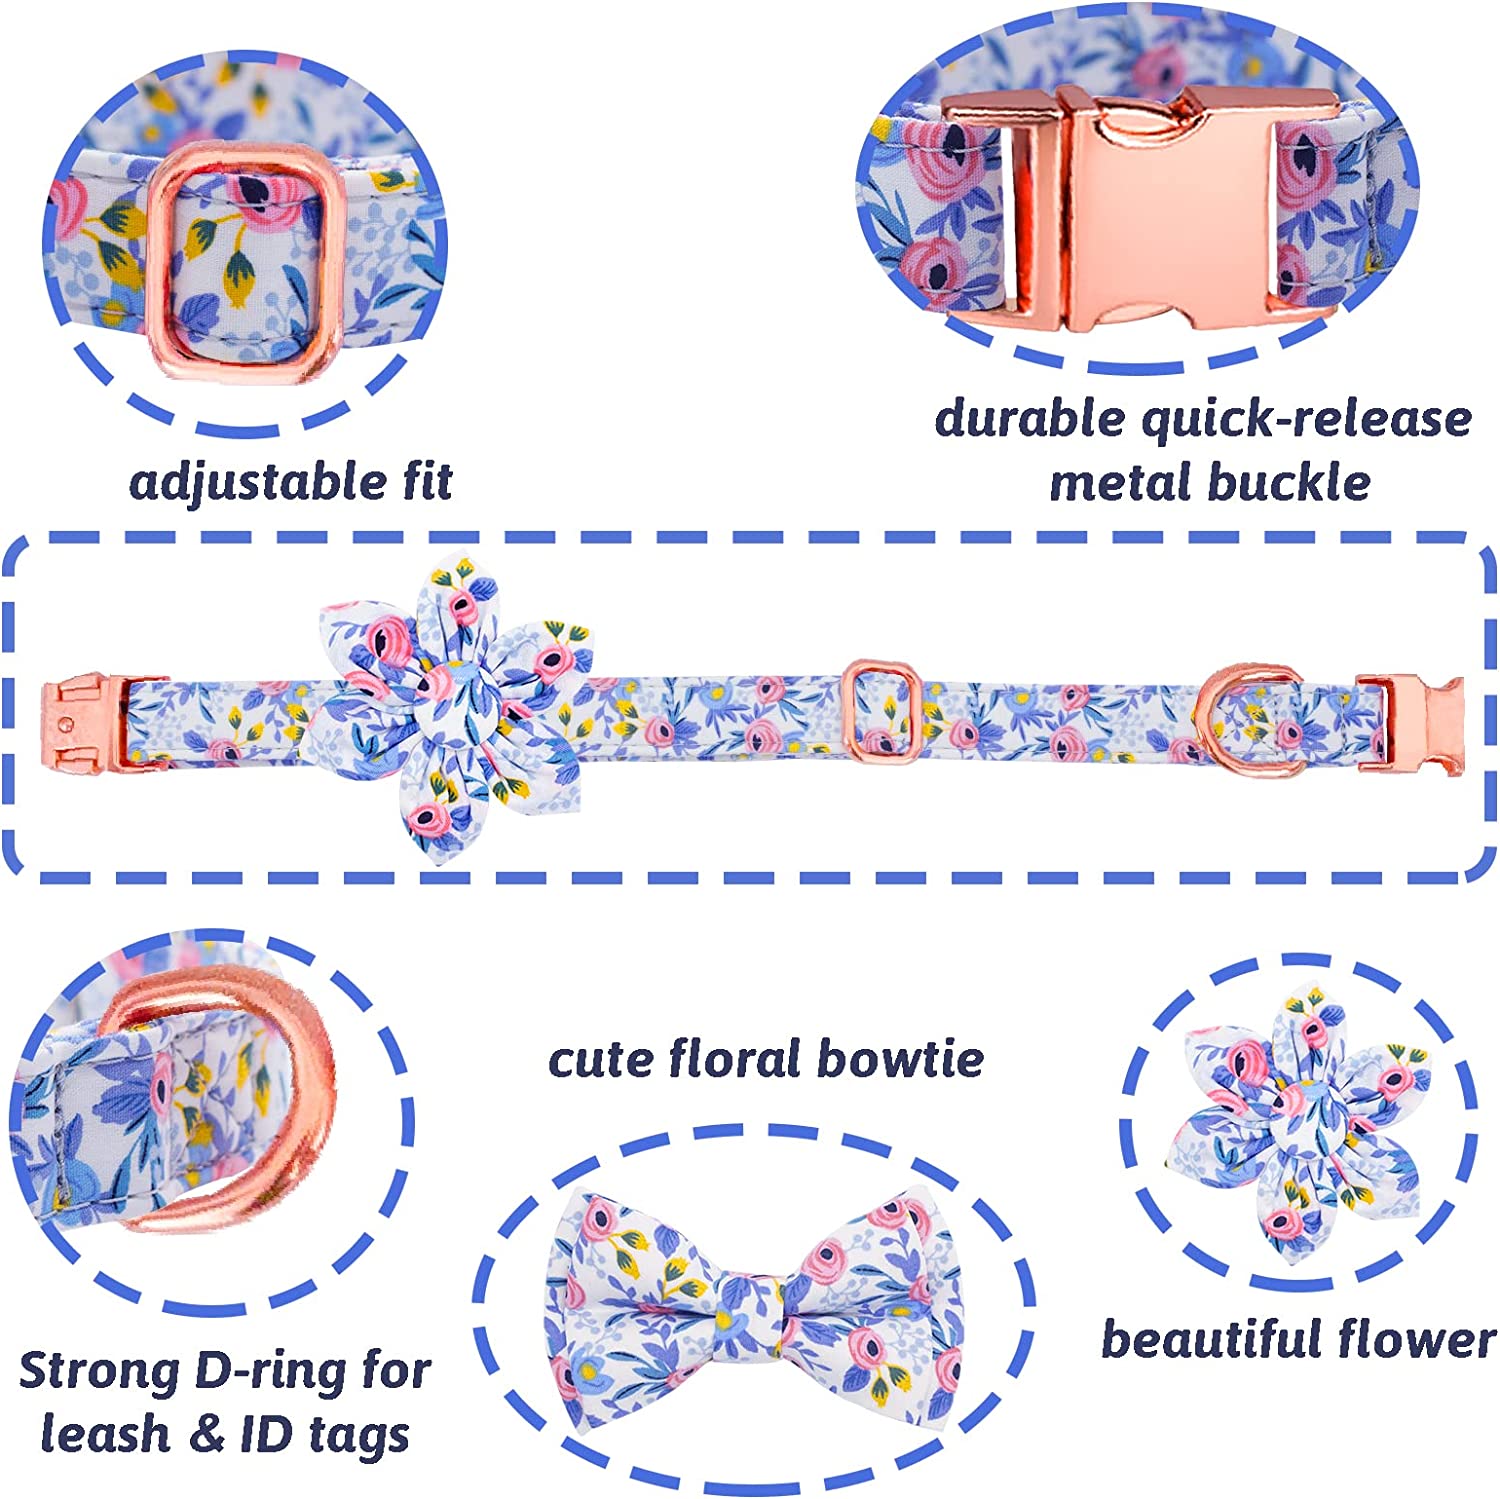 adjustable fit
durable quick-release
metal buckle
cute floral bowtie
Strong D-ring for
leash & ID tags
beautiful flower